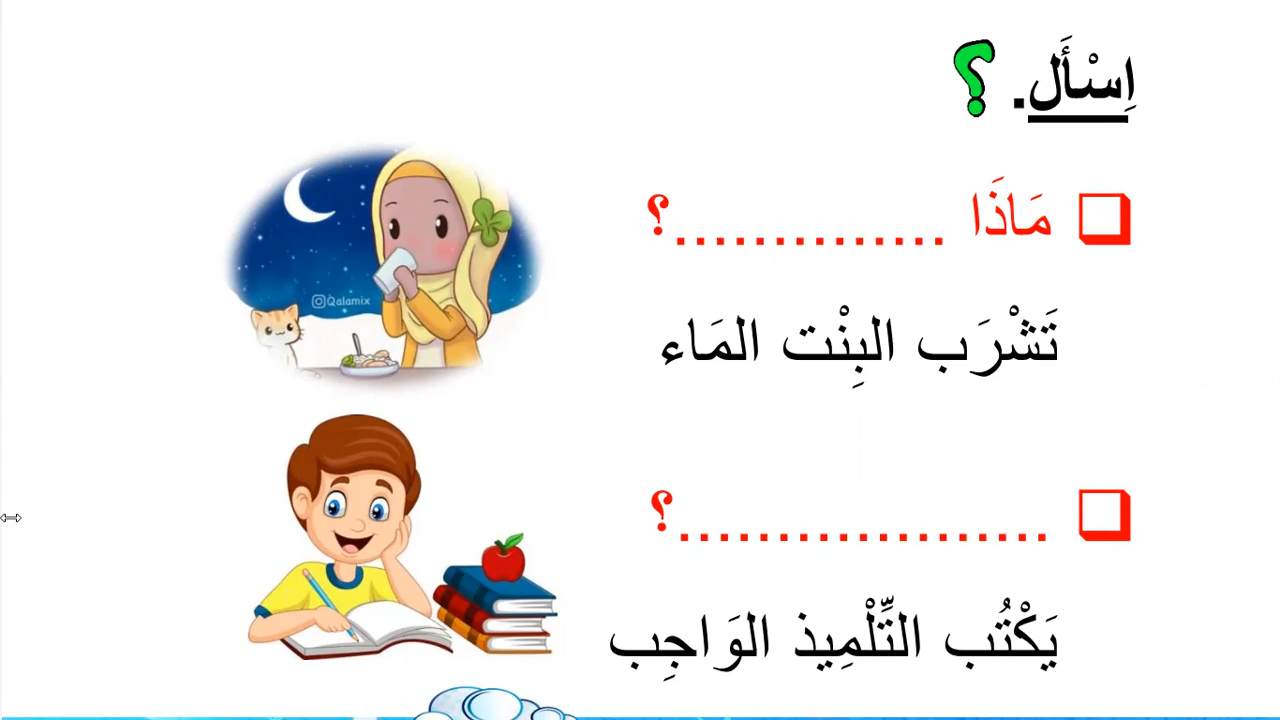 اِسْأَل. ؟
مَاذَا ..............؟
تَشْرَب البِنْت المَاء
...................؟
يَكْتُب التِّلْمِيذ الوَاجِب
Qalamix